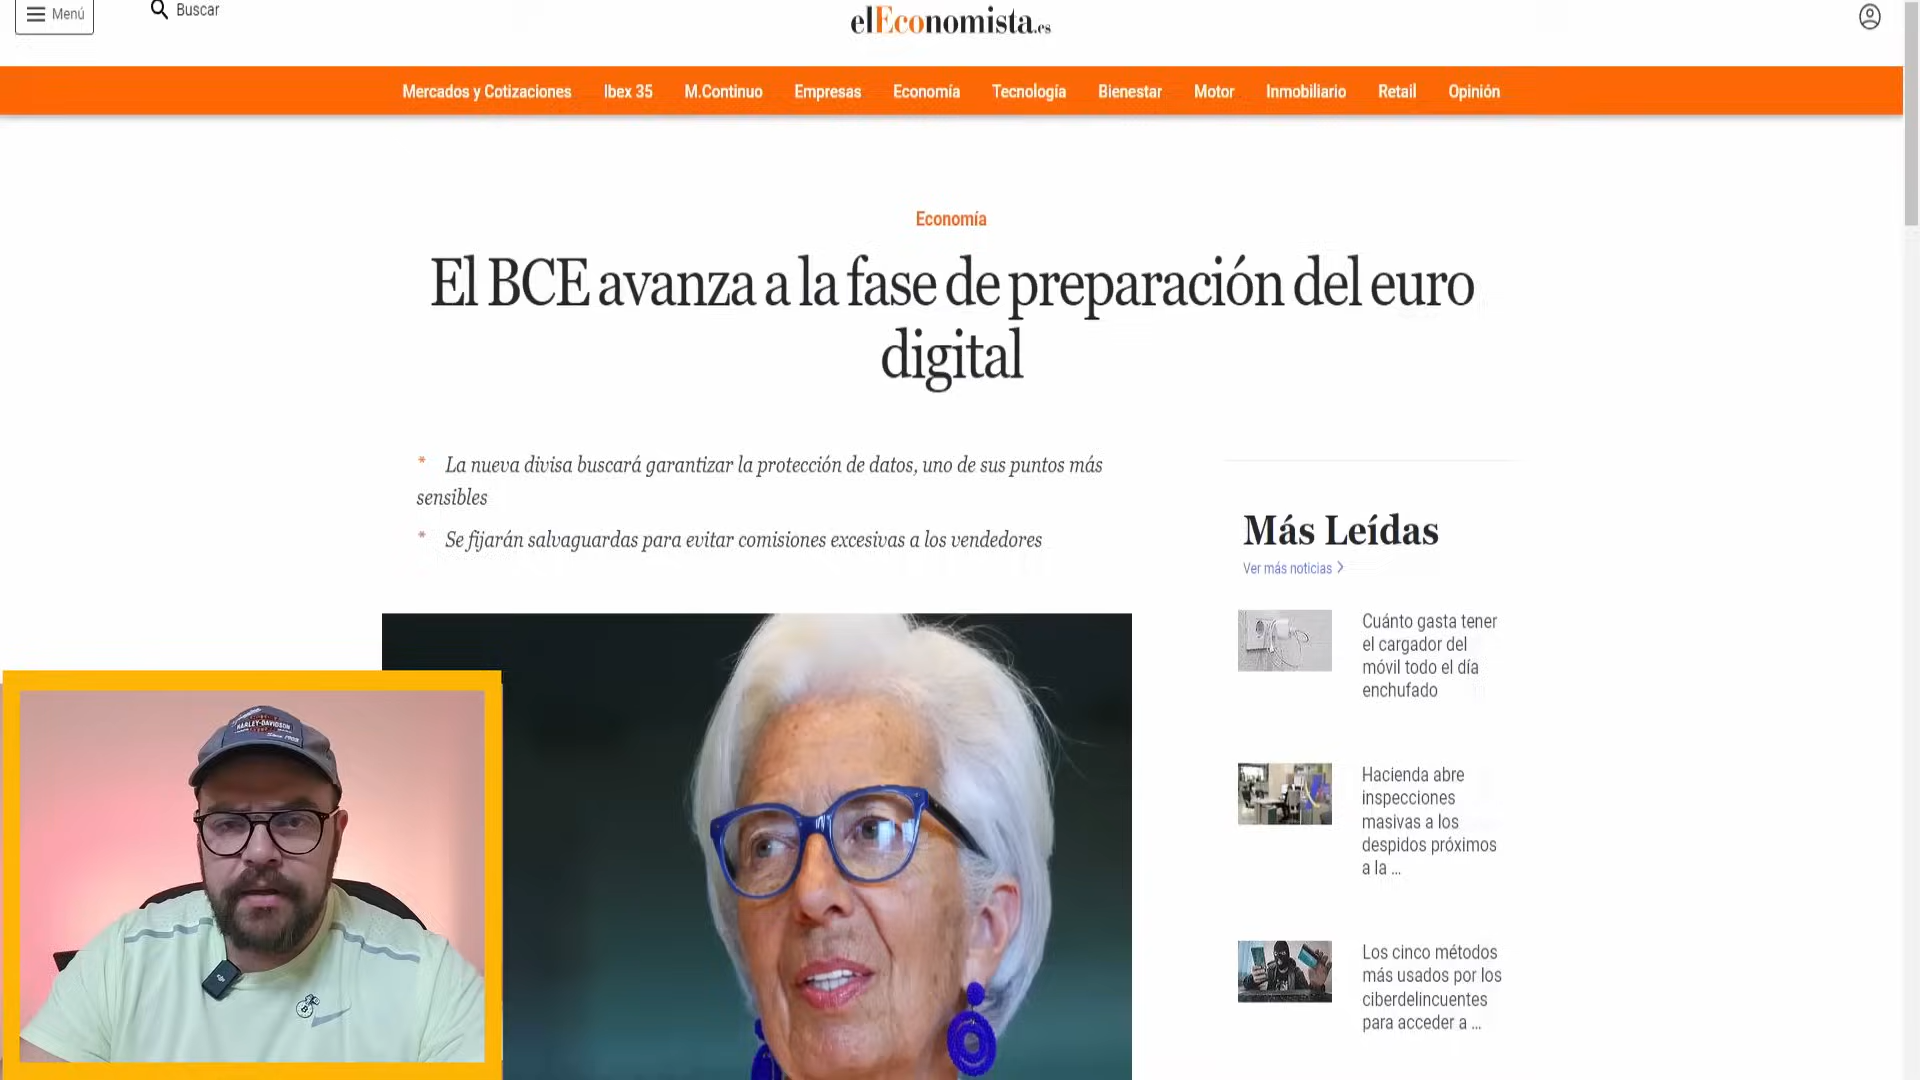 Menú
Buscar
elEconomista.es
Mercados y Cotizaciones Ibex 35 M.Continuo Empresas Economía Tecnología Bienestar Motor Inmobiliario Retail Opinión
Economía
El BCE avanza a la fase de preparación del euro
digital
* La nueva divisa buscará garantizar la protección de datos, uno de sus puntos más
sensibles
* Se fijarán salvaguardas para evitar comisiones excesivas a los vendedores
Más Leídas
Ver más noticias
Cuánto gasta tener
el cargador del
móvil todo el día
enchufado
Hacienda abre
inspecciones
masivas a los
despidos próximos
a la ...
Los cinco métodos
más usados por los
ciberdelincuentes
para acceder a ...
HARLEY-DAVIDSON
dji